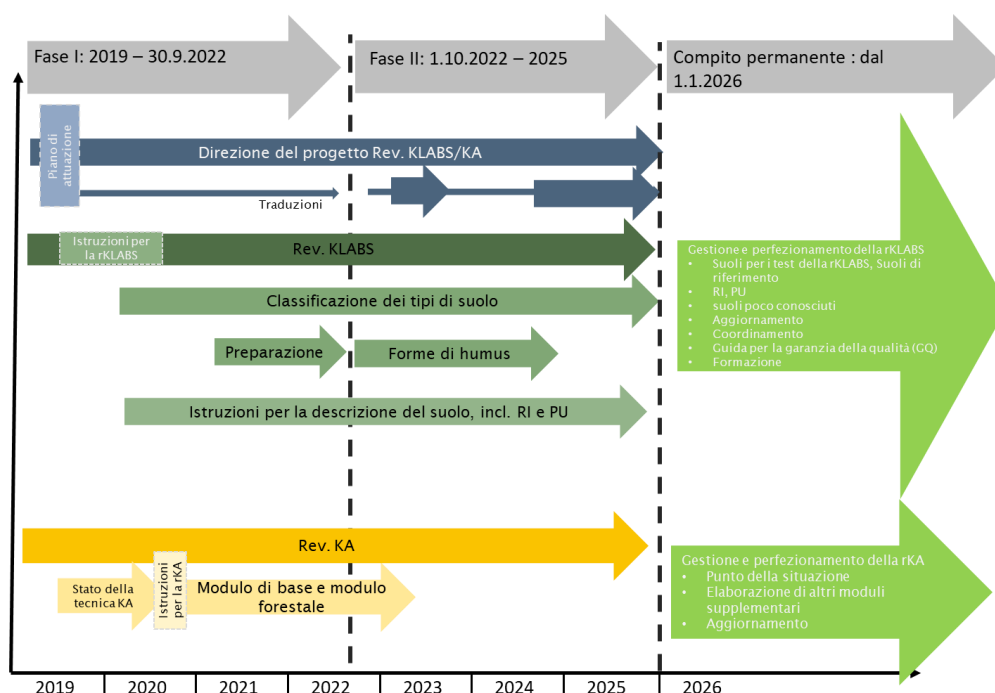 Fase I: 2019 – 30.9.2022
Fase II: 1.10.2022 – 2025
Compito permanente : dal
1.1.2026
Piano di
attuazione
Direzione del progetto Rev. KLABS/KA
Traduzioni
Istruzioni per
la rKLABS
Rev. KLABS
Classificazione dei tipi di suolo
Preparazione
Forme di humus
Istruzioni per la descrizione del suolo, incl. RI e PU
Gestione e perfezionamento della rKLABS
• Suoli per i test della rKLABS, Suoli di
riferimento
• RI, PU
• suoli poco conosciuti
• Aggiornamento
• Coordinamento
• Guida per la garanzia della qualità (GQ)
• Formazione
Rev. KA
Stato della
tecnica KA
Istruzioni
per la rKA
Modulo di base e modulo
forestale
Gestione e perfezionamento della rKA
• Punto della situazione
• Elaborazione di altri moduli
supplementari
• Aggiornamento
2019 2020 2021 2022 2023 2024 2025 2026